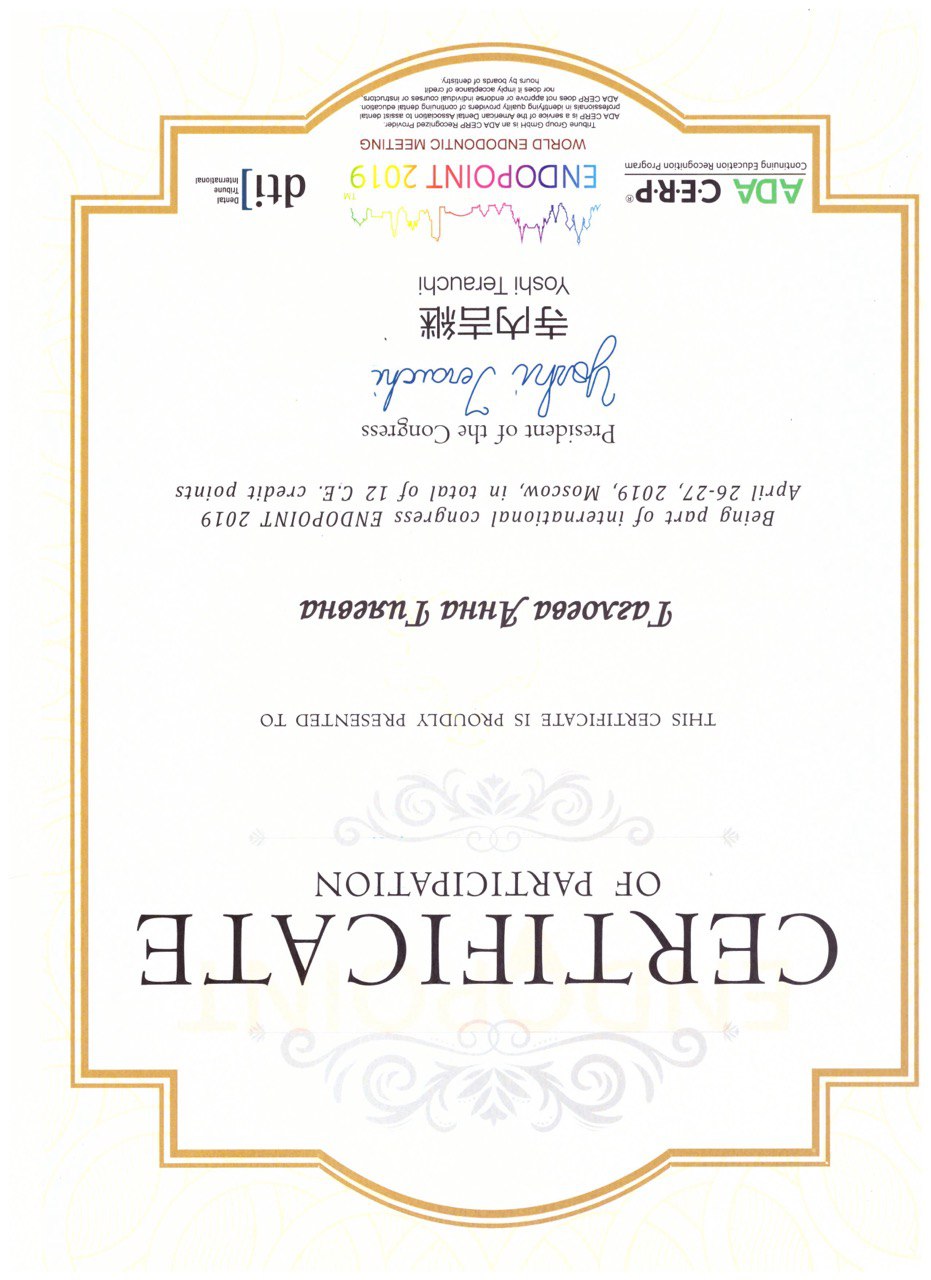 ENDOPOINT
CERTIFICATE
OF PARTICIPATION
THIS CERTIFICATE IS PROUDLY PRESENTED TO
Гаглоева Анна Гияевна
Being part of international congress ENDOPOINT 2019
April 26-27, 2019, Moscow, in total of 12 C.E. credit points
President of the Congress
Yoshi Terauchi
寺内吉継
Yoshi Terauchi
ADA C·E·R·P®
Continuing Education Recognition Program
ENDOPOINT 2019™
WORLD ENDODONTIC MEETING
dti] Dental
Tribune
International
Tribune Group GmbH is an ADA CERP Recognized Provider.
ADA CERP is a service of the American Dental Association to assist dental
professionals in identifying quality providers of continuing dental education.
ADA CERP does not approve or endorse individual courses or instructors,
nor does it imply acceptance of credit
hours by boards of dentistry.